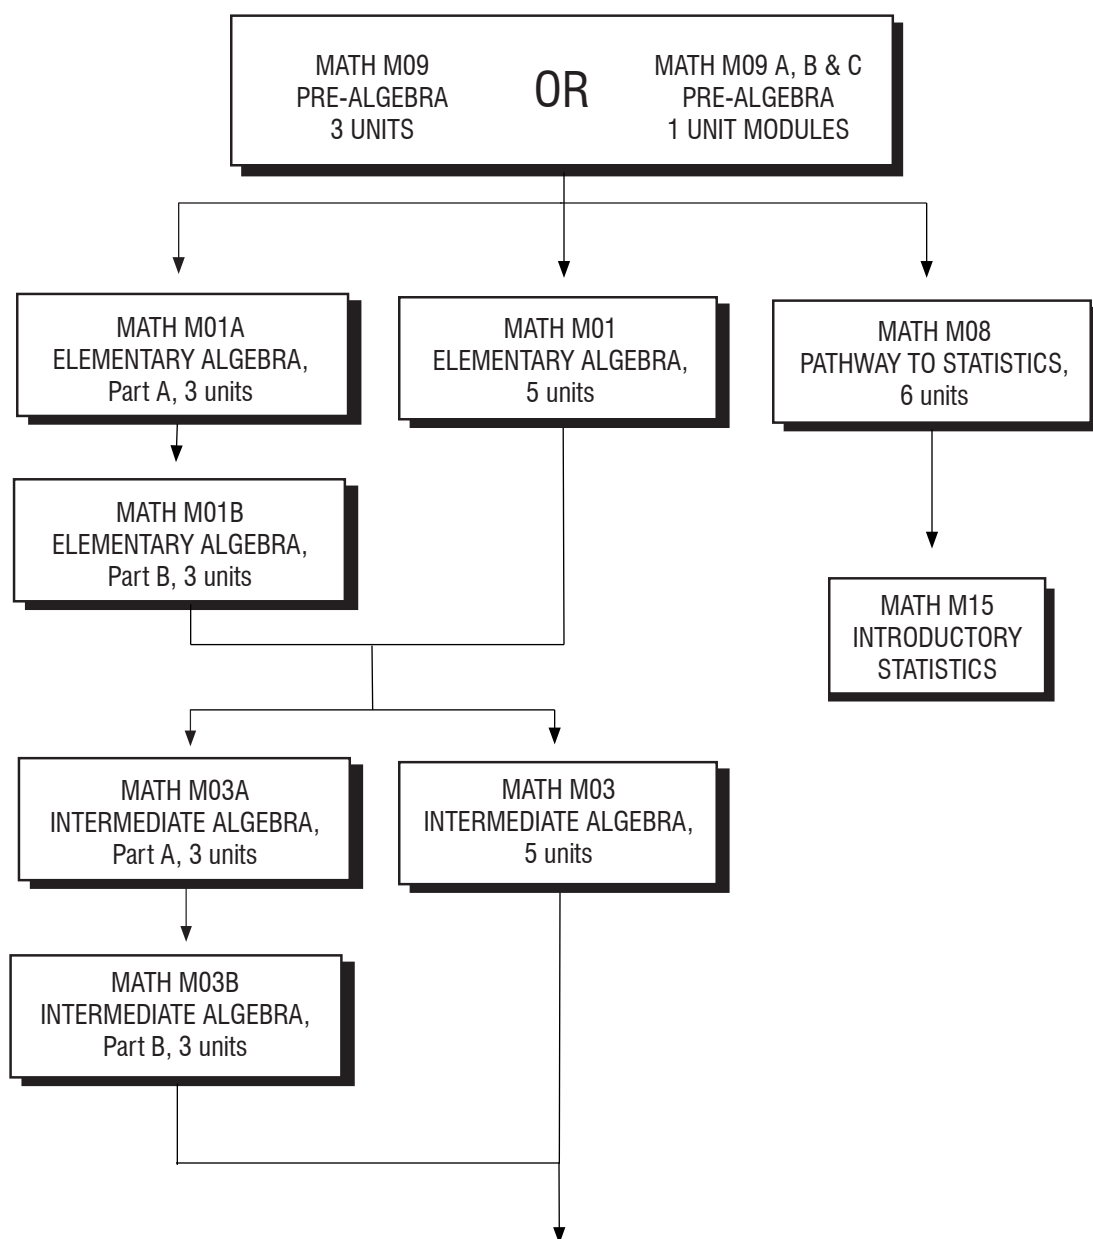 MATH M09
PRE-ALGEBRA
3 UNITS
OR
MATH M09 A, B & C
PRE-ALGEBRA
1 UNIT MODULES
MATH M01A
ELEMENTARY ALGEBRA,
Part A, 3 units
MATH M01
ELEMENTARY ALGEBRA,
5 units
MATH M08
PATHWAY TO STATISTICS,
6 units
MATH M01B
ELEMENTARY ALGEBRA,
Part B, 3 units
MATH M15
INTRODUCTORY
STATISTICS
MATH M03A
INTERMEDIATE ALGEBRA,
Part A, 3 units
MATH M03
INTERMEDIATE ALGEBRA,
5 units
MATH M03B
INTERMEDIATE ALGEBRA,
Part B, 3 units